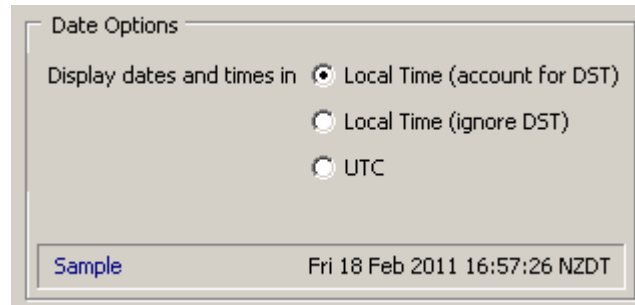 Date Options
Display dates and times in Local Time (account for DST)
Local Time (ignore DST)
UTC
Sample Fri 18 Feb 2011 16:57:26 NZDT